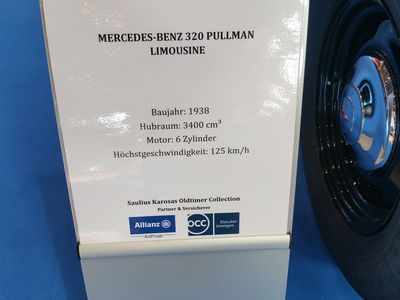 MERCEDES-BENZ 320 PULLMAN
LIMOUSINE
Baujahr: 1938
Hubraum: 3400 cm³
Motor: 6 Zylinder
Höchstgeschwindigkeit: 125 km/h
Saulius Karosas Oldtimer Collection
Partner & Versicherer
Allianz
ArtPrivat
OCC
Klassiker
bewegen.